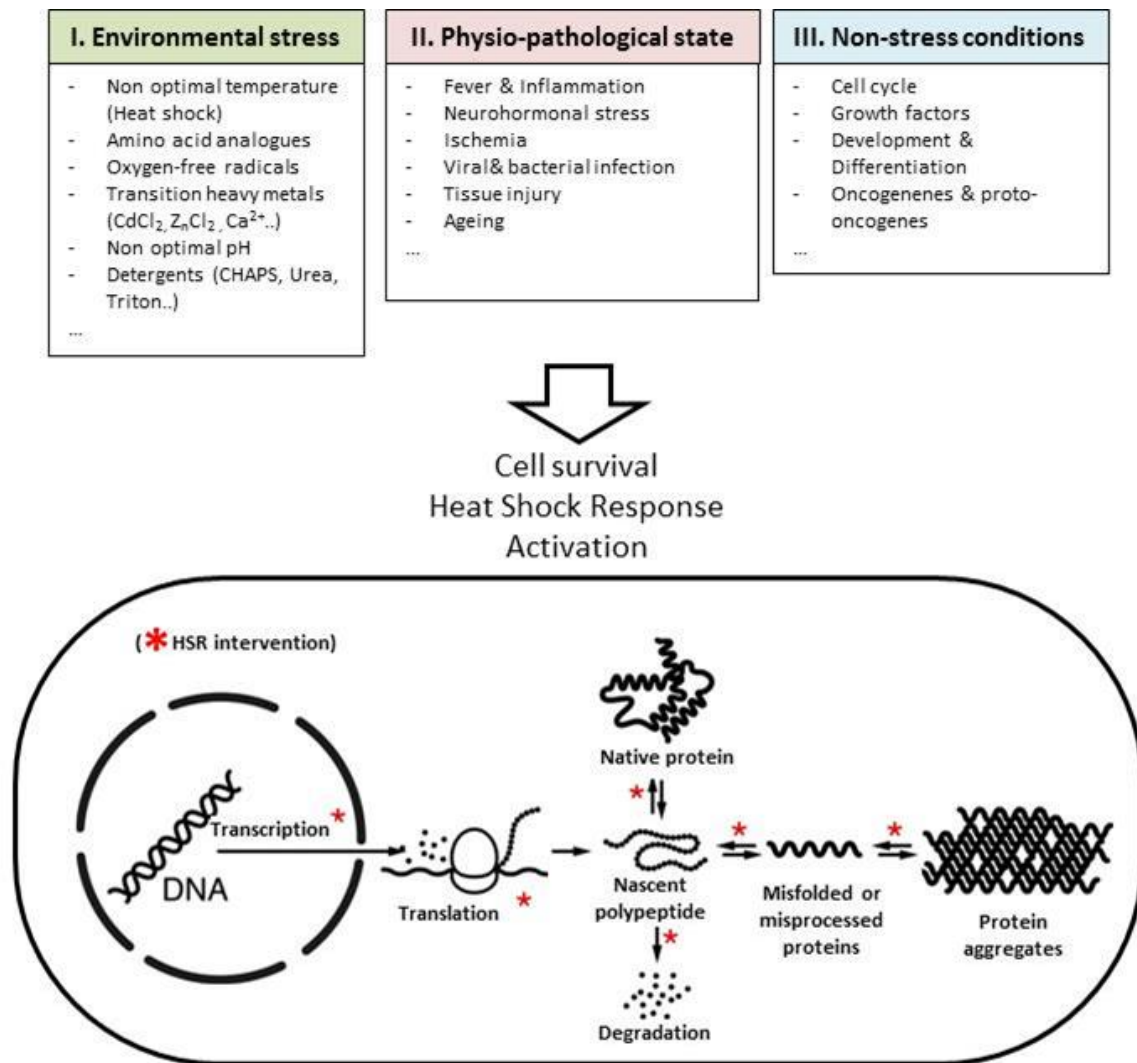 I. Environmental stress
- Non optimal temperature
(Heat shock)
- Amino acid analogues
- Oxygen-free radicals
- Transition heavy metals
(CdCl₂, ZₙCl₂, Ca²⁺..)
- Non optimal pH
- Detergents (CHAPS, Urea,
Triton..)
...
II. Physio-pathological state
- Fever & Inflammation
- Neurohormonal stress
- Ischemia
- Viral& bacterial infection
- Tissue injury
- Ageing
...
III. Non-stress conditions
- Cell cycle
- Growth factors
- Development &
Differentiation
- Oncogenenes & proto-
oncogenes
...
Cell survival
Heat Shock Response
Activation
(* HSR intervention)
Native protein
*
Transcription *
DNA
Translation *
Nascent
polypeptide
*
Misfolded or
misprocessed
proteins
*
Protein
aggregates
*
Degradation